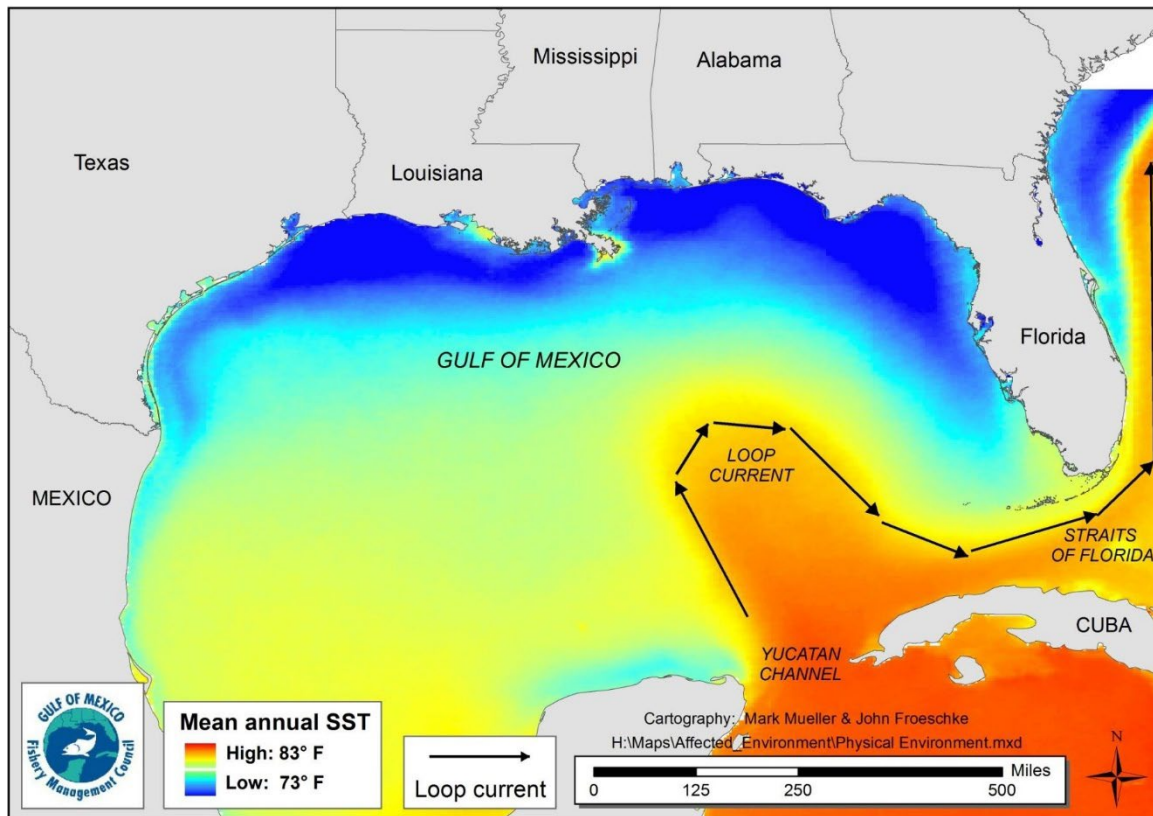 Mississippi
Alabama
Texas
Louisiana
GULF OF MEXICO
Florida
LOOP
CURRENT
MEXICO
STRAITS
OF FLORIDA
CUBA
YUCATAN
CHANNEL
GULF OF MEXICO
Fishery Management Council
Mean annual SST
High: 83° F
Low: 73° F
Loop current
Cartography: Mark Mueller & John Froeschke
H:\Maps\Affected_Environment\Physical Environment.mxd
Miles
0 125 250 500
N